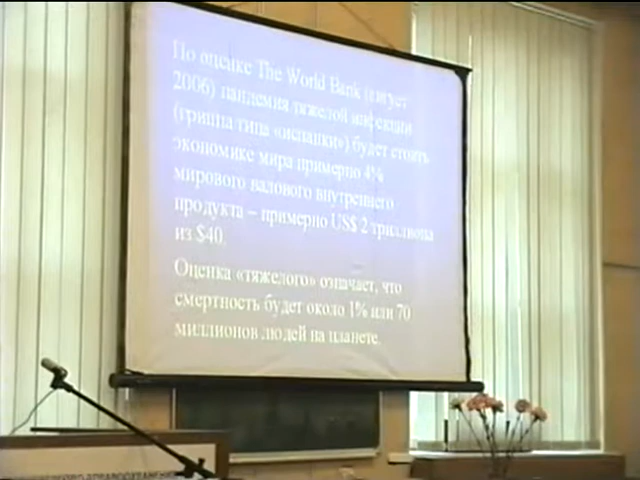 По оценке The World Bank (август
2006) пандемия тяжелой инфекции
(гриппа типа «испанки») будет стоить
экономике мира примерно 4%
мирового валового внутреннего
продукта – примерно US$ 2 триллиона
из $40.
Оценка «тяжелого» означает, что
смертность будет около 1% или 70
миллионов людей на планете.